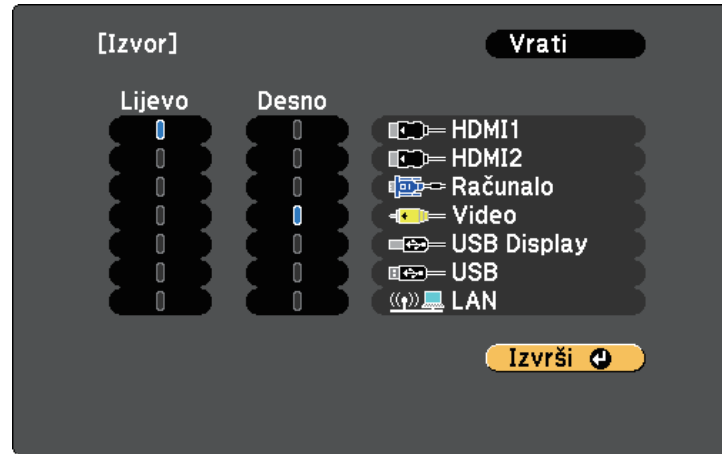 [Izvor] Vrati
Lijevo Desno
HDMI1
HDMI2
Računalo
Video
USB Display
USB
LAN
Izvrši